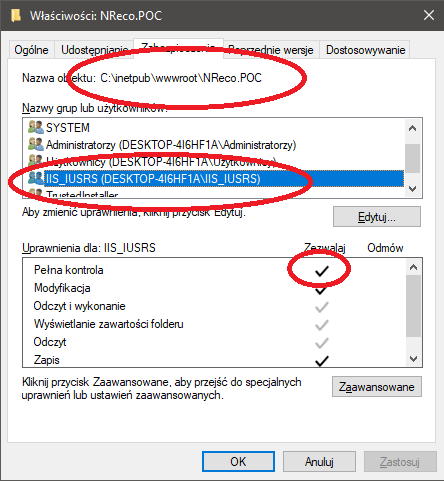 Właściwości: NReco.POC
Ogólne Udostępnianie Zabezpieczenia Poprzednie wersje Dostosowywanie
Nazwa obiektu: C:\inetpub\wwwroot\NReco.POC
Nazwy grup lub użytkowników:
SYSTEM
Administratorzy (DESKTOP-4I6HF1A\Administratorzy)
Użytkownicy (DESKTOP-4I6HF1A\Użytkownicy)
IIS_IUSRS (DESKTOP-4I6HF1A\IIS_IUSRS)
TrustedInstaller
Aby zmienić uprawnienia, kliknij przycisk Edytuj.
Edytuj...
Uprawnienia dla: IIS_IUSRS Zezwalaj Odmów
Pełna kontrola
Modyfikacja
Odczyt i wykonanie
Wyświetlanie zawartości folderu
Odczyt
Zapis
Kliknij przycisk Zaawansowane, aby przejść do specjalnych
uprawnień lub ustawień zaawansowanych.
Zaawansowane
OK Anuluj Zastosuj